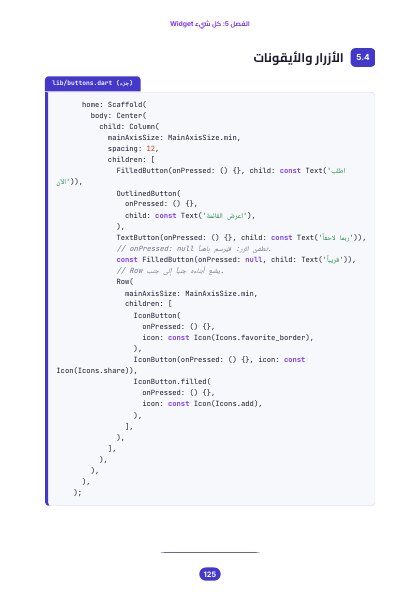 الفصل 5: كل شيء Widget
5.4 الأزرار والأيقونات
lib/buttons.dart (جزء)
home: Scaffold(
body: Center(
child: Column(
mainAxisSize: MainAxisSize.min,
spacing: 12,
children: [
FilledButton(onPressed: () {}, child: const Text('اطلب
الآن')),
OutlinedButton(
onPressed: () {},
child: const Text('اعرض القائمة'),
),
TextButton(onPressed: () {}, child: const Text('ربما لاحقاً')),
// onPressed: null يطفئ الزر: فيرسم باهتاً.
const FilledButton(onPressed: null, child: Text('قريباً')),
// Row يضع أبناءه جنباً إلى جنب.
Row(
mainAxisSize: MainAxisSize.min,
children: [
IconButton(
onPressed: () {},
icon: const Icon(Icons.favorite_border),
),
IconButton(onPressed: () {}, icon: const
Icon(Icons.share)),
IconButton.filled(
onPressed: () {},
icon: const Icon(Icons.add),
),
],
),
],
),
),
),
);
125